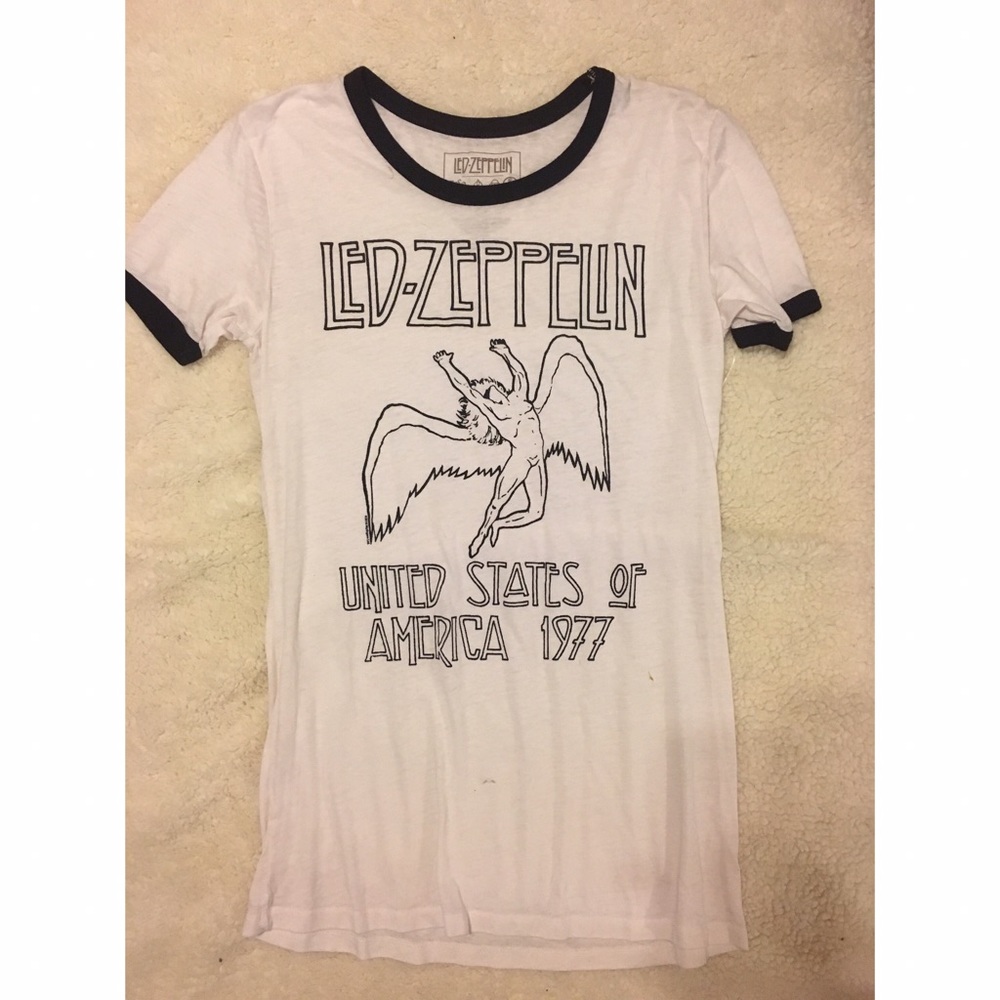 LED-ZEPPELIN
LED-ZEPPELIN
UNITED STATES OF
AMERICA 1977